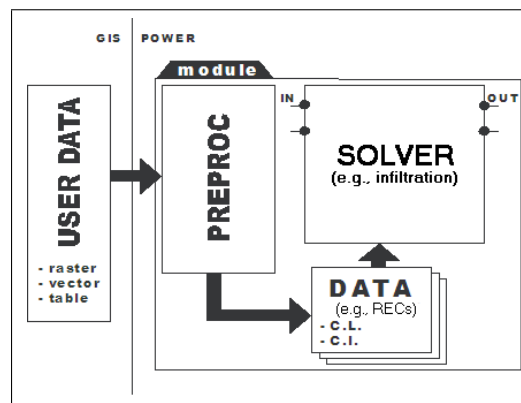 GIS POWER
module
USER DATA
- raster
- vector
- table
PREPROC
IN
OUT
SOLVER
(e.g., infiltration)
DATA
(e.g., RECs)
- C.L.
- C.I.